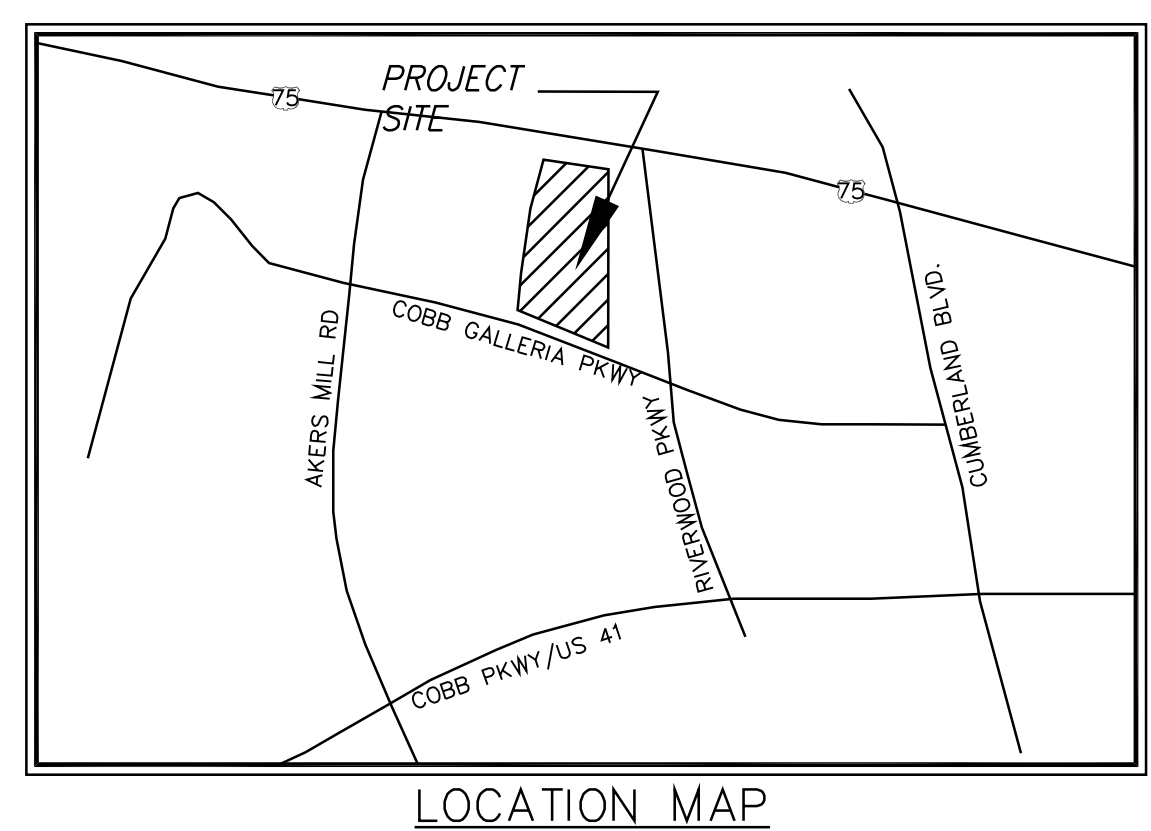 PROJECT
SITE
75
75
COBB GALLERIA PKWY
AKERS MILL RD
RIVERWOOD PKWY
CUMBERLAND BLVD.
COBB PKWY/US 41
LOCATION MAP